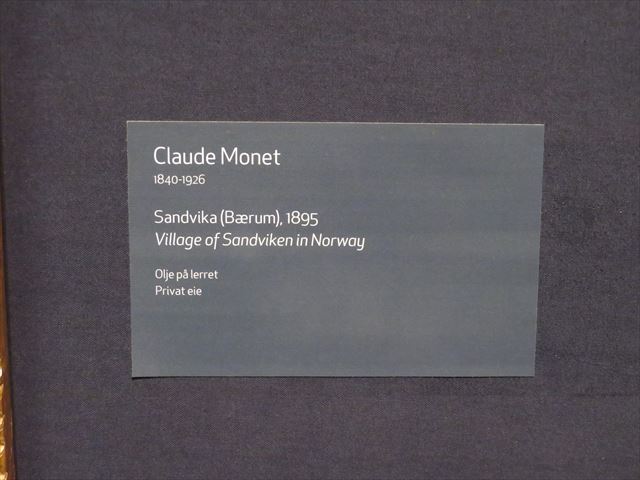 Claude Monet
1840-1926
Sandvika (Bærum), 1895
Village of Sandviken in Norway
Olje på lerret
Privat eie